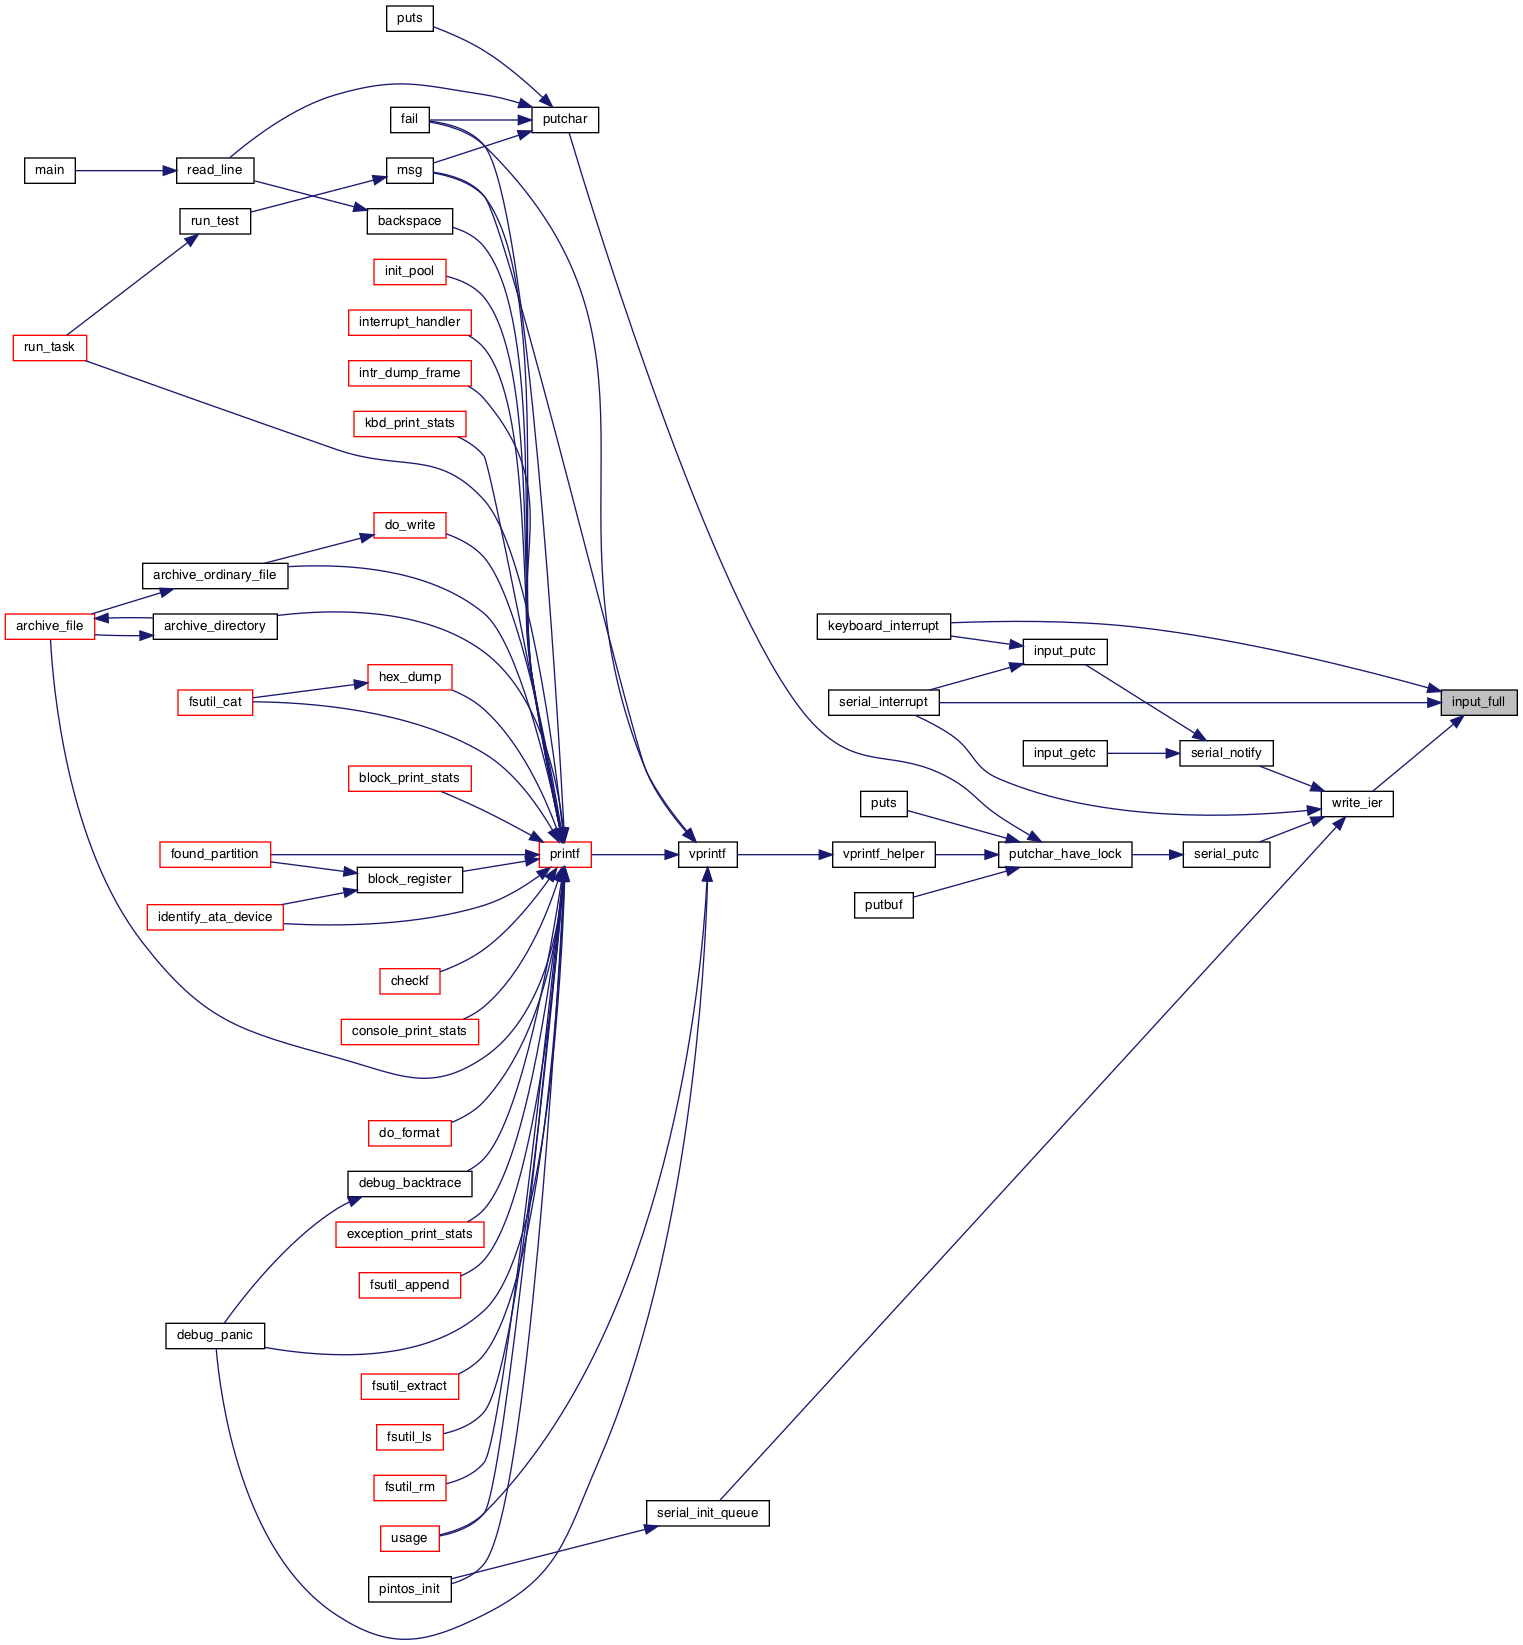 puts
fail
putchar
main
read_line
msg
run_test
backspace
init_pool
interrupt_handler
run_task
intr_dump_frame
kbd_print_stats
do_write
archive_ordinary_file
archive_file
archive_directory
keyboard_interrupt
input_putc
hex_dump
fsutil_cat
serial_interrupt
input_full
input_getc
serial_notify
block_print_stats
puts
write_ier
found_partition
printf
vprintf
vprintf_helper
putchar_have_lock
serial_putc
block_register
putbuf
identify_ata_device
checkf
console_print_stats
do_format
debug_backtrace
exception_print_stats
fsutil_append
debug_panic
fsutil_extract
fsutil_ls
fsutil_rm
serial_init_queue
usage
pintos_init